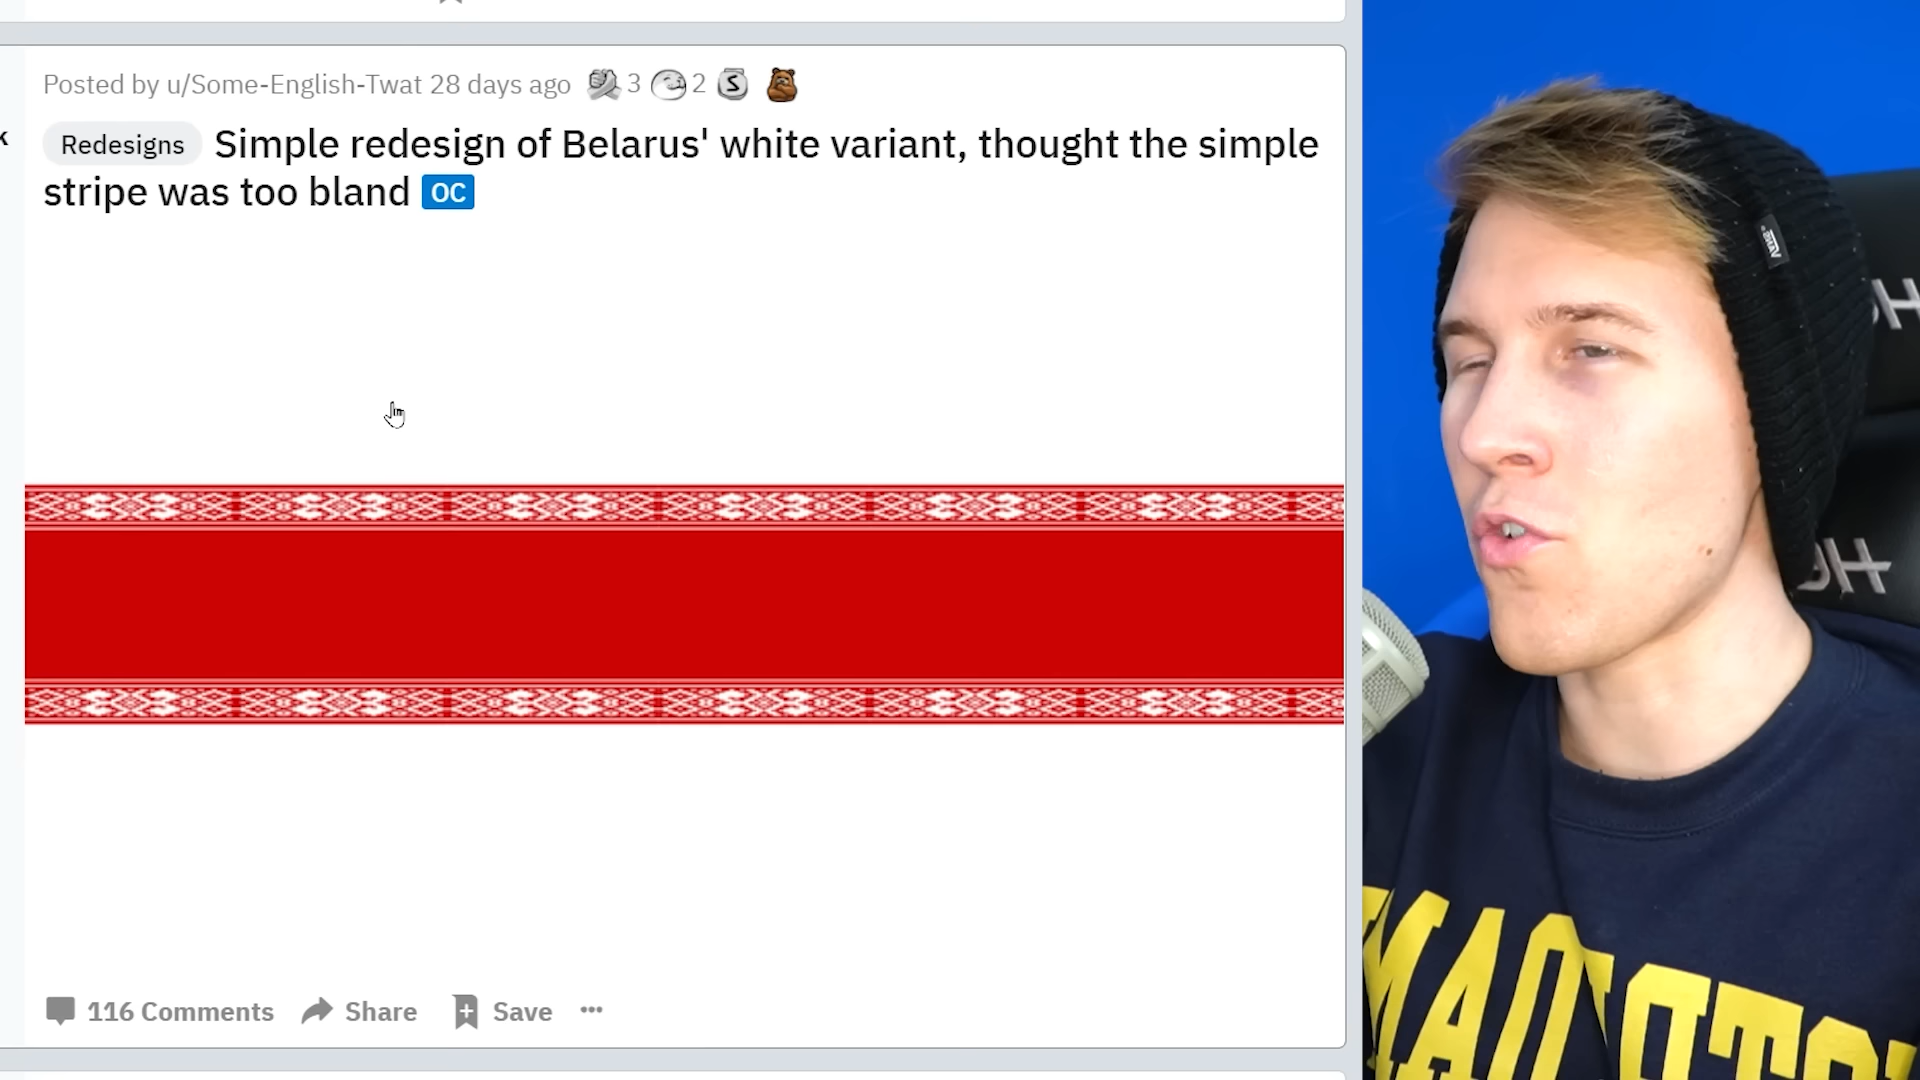 Posted by u/Some-English-Twat 28 days ago 3 2 S
Redesigns Simple redesign of Belarus' white variant, thought the simple
stripe was too bland OC
116 Comments Share Save ...
VANS